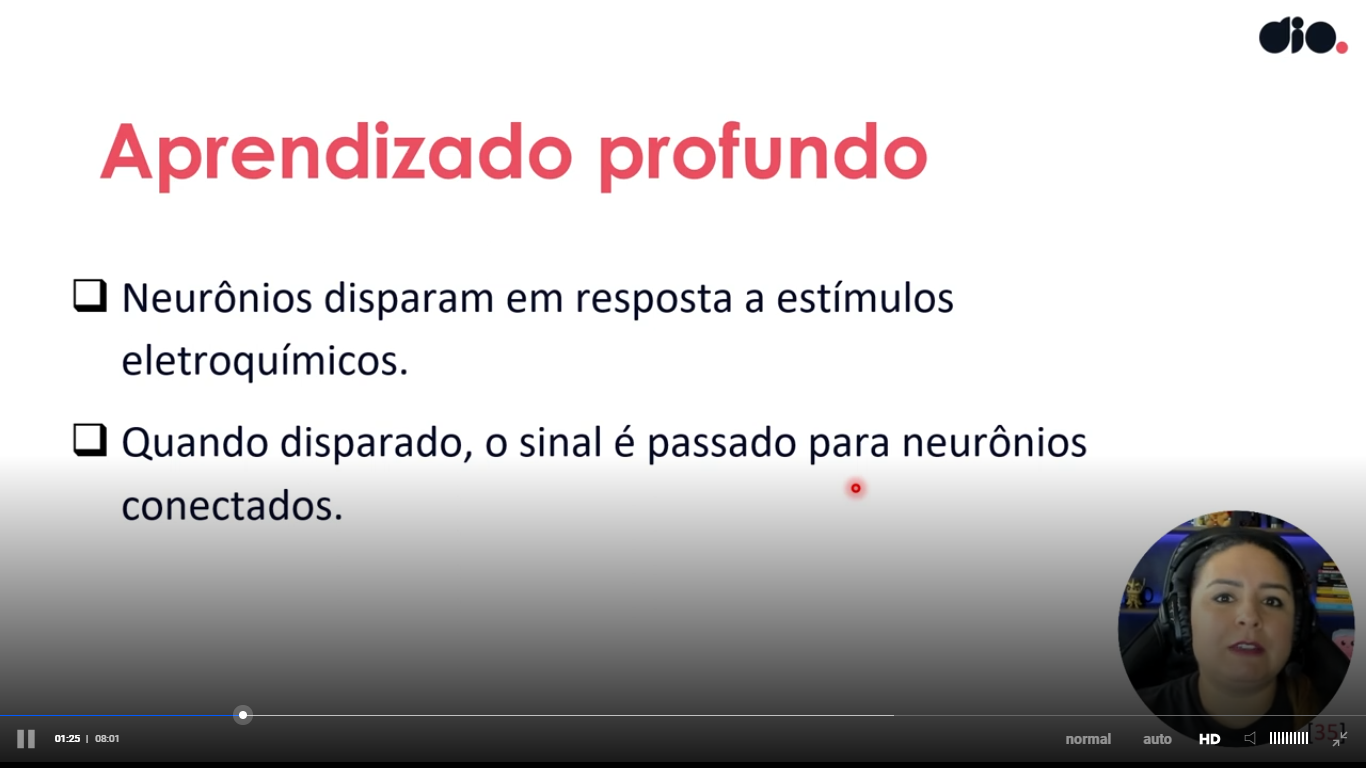 dio.
Aprendizado profundo
Neurônios disparam em resposta a estímulos
eletroquímicos.
Quando disparado, o sinal é passado para neurônios
conectados.
[35]
01:25 | 08:01
normal auto HD